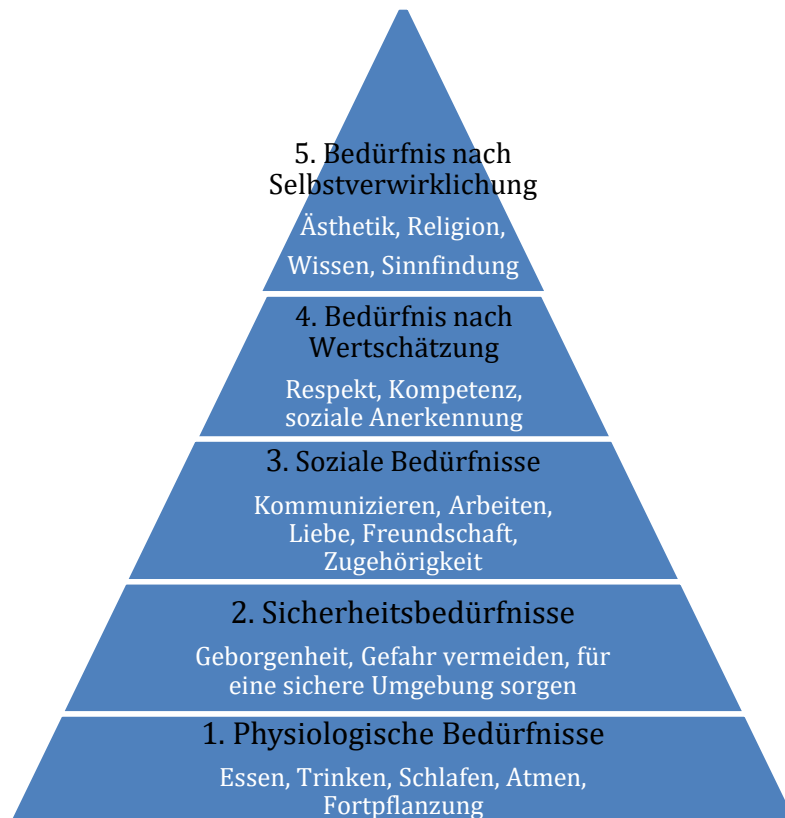 5. Bedürfnis nach
Selbstverwirklichung
Ästhetik, Religion,
Wissen, Sinnfindung
4. Bedürfnis nach
Wertschätzung
Respekt, Kompetenz,
soziale Anerkennung
3. Soziale Bedürfnisse
Kommunizieren, Arbeiten,
Liebe, Freundschaft,
Zugehörigkeit
2. Sicherheitsbedürfnisse
Geborgenheit, Gefahr vermeiden, für
eine sichere Umgebung sorgen
1. Physiologische Bedürfnisse
Essen, Trinken, Schlafen, Atmen,
Fortpflanzung